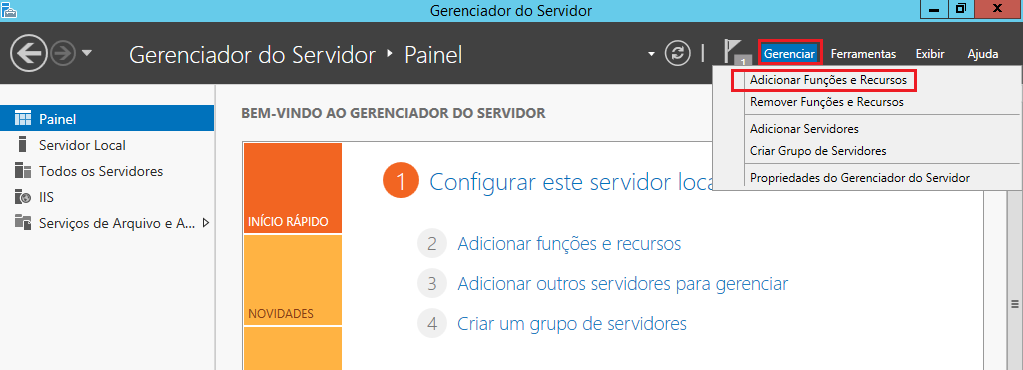 Gerenciador do Servidor
Gerenciador do Servidor ‣ Painel
1
Gerenciar Ferramentas Exibir Ajuda
Adicionar Funções e Recursos
Remover Funções e Recursos
Adicionar Servidores
Criar Grupo de Servidores
Propriedades do Gerenciador do Servidor
Painel
Servidor Local
Todos os Servidores
IIS
Serviços de Arquivo e A...
BEM-VINDO AO GERENCIADOR DO SERVIDOR
INÍCIO RÁPIDO
NOVIDADES
1 Configurar este servidor loca
2 Adicionar funções e recursos
3 Adicionar outros servidores para gerenciar
4 Criar um grupo de servidores